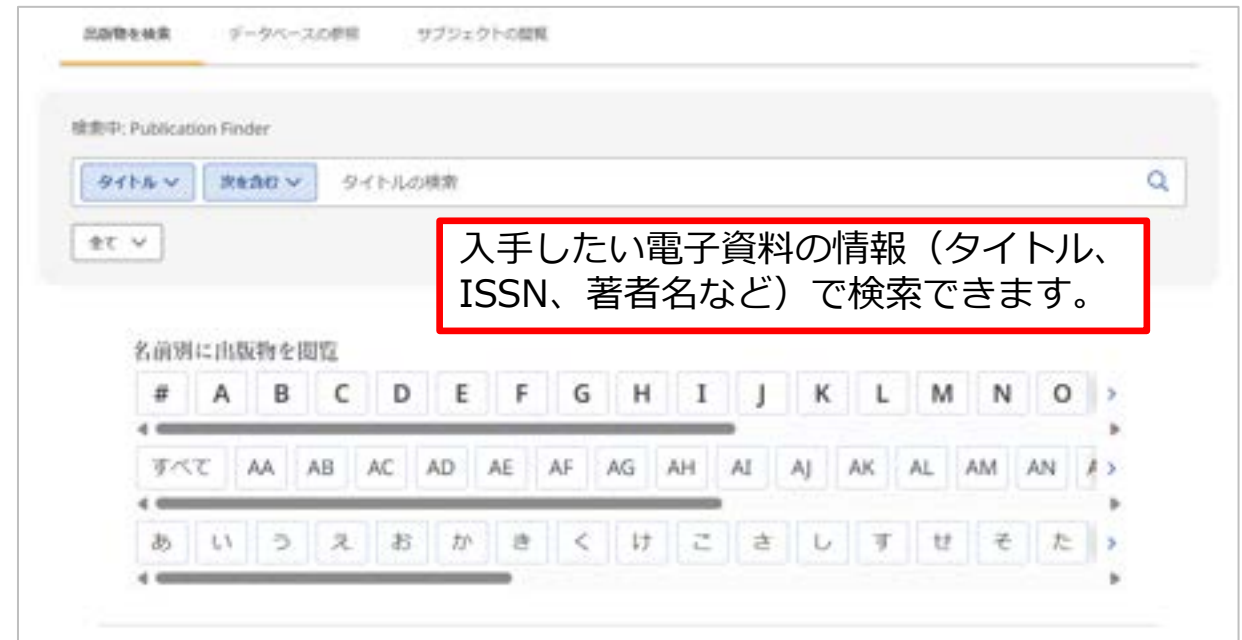 出版物を検索 データベースの参照 サブジェクトの閲覧
検索中: Publication Finder
タイトル 次を含む タイトルの検索
全て
入手したい電子資料の情報（タイトル、
ISSN、著者名など）で検索できます。
名前別に出版物を閲覧
# A B C D E F G H I J K L M N O
すべて AA AB AC AD AE AF AG AH AI AJ AK AL AM AN
あ い う え お か き く け こ さ し す せ そ た